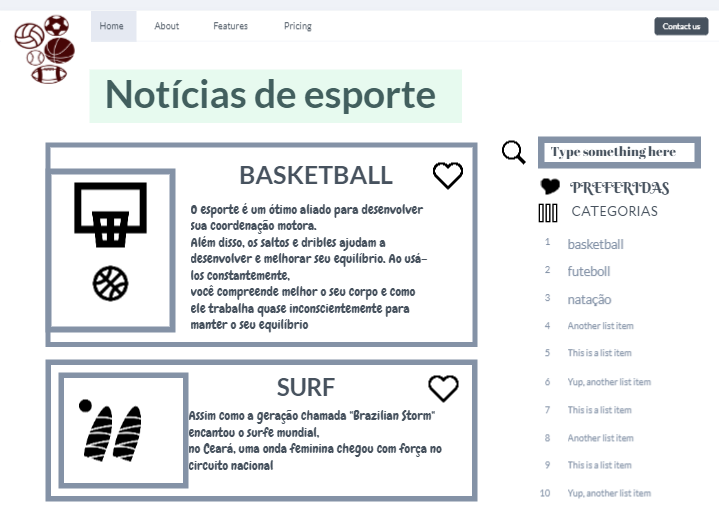 Home
About
Features
Pricing
Contact us
Notícias de esporte
BASKETBALL
O esporte é um ótimo aliado para desenvolver
sua coordenação motora.
Além disso, os saltos e dribles ajudam a
desenvolver e melhorar seu equilíbrio. Ao usá-
los constantemente,
você compreende melhor o seu corpo e como
ele trabalha quase inconscientemente para
manter o seu equilíbrio
SURF
Assim como a geração chamada "Brazilian Storm"
encantou o surfe mundial,
no Ceará, uma onda feminina chegou com força no
circuito nacional
Type something here
PREFERIDAS
CATEGORIAS
1 basketball
2 futeboll
3 natação
4 Another list item
5 This is a list item
6 Yup, another list item
7 This is a list item
8 Another list item
9 This is a list item
10 Yup, another list item